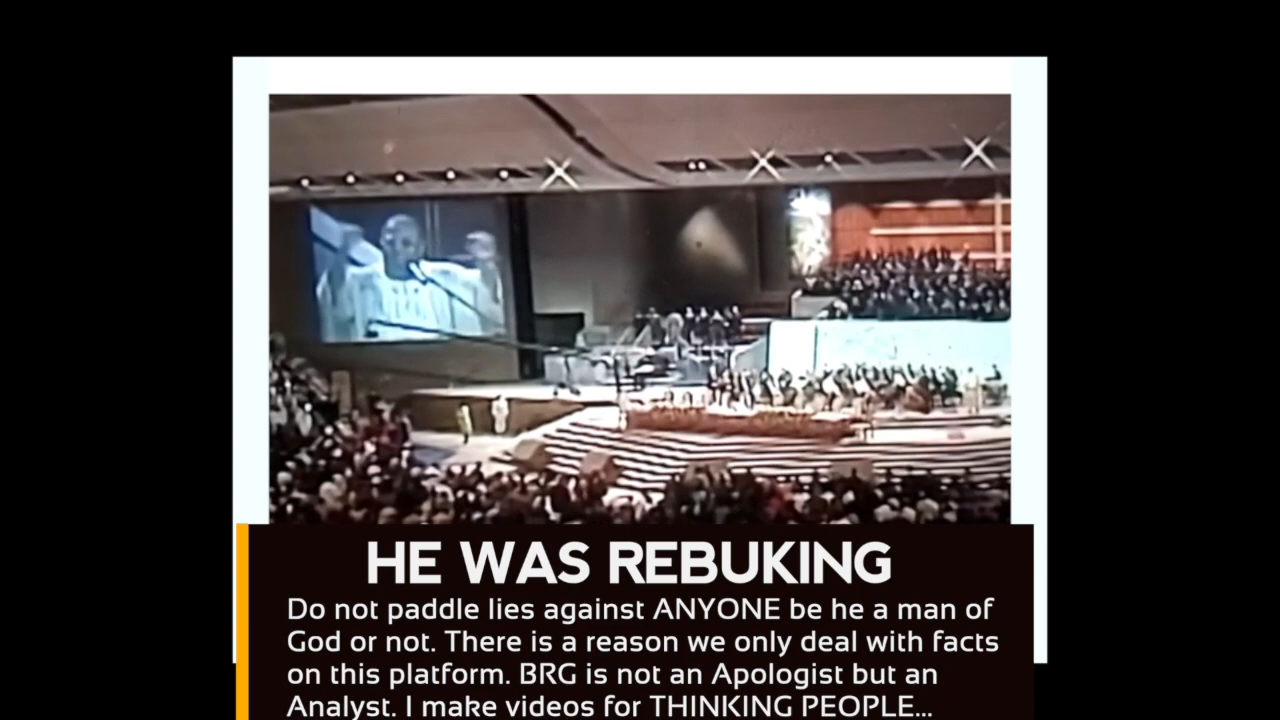 HE WAS REBUKING
Do not paddle lies against ANYONE be he a man of
God or not. There is a reason we only deal with facts
on this platform. BRG is not an Apologist but an
Analyst. I make videos for THINKING PEOPLE...